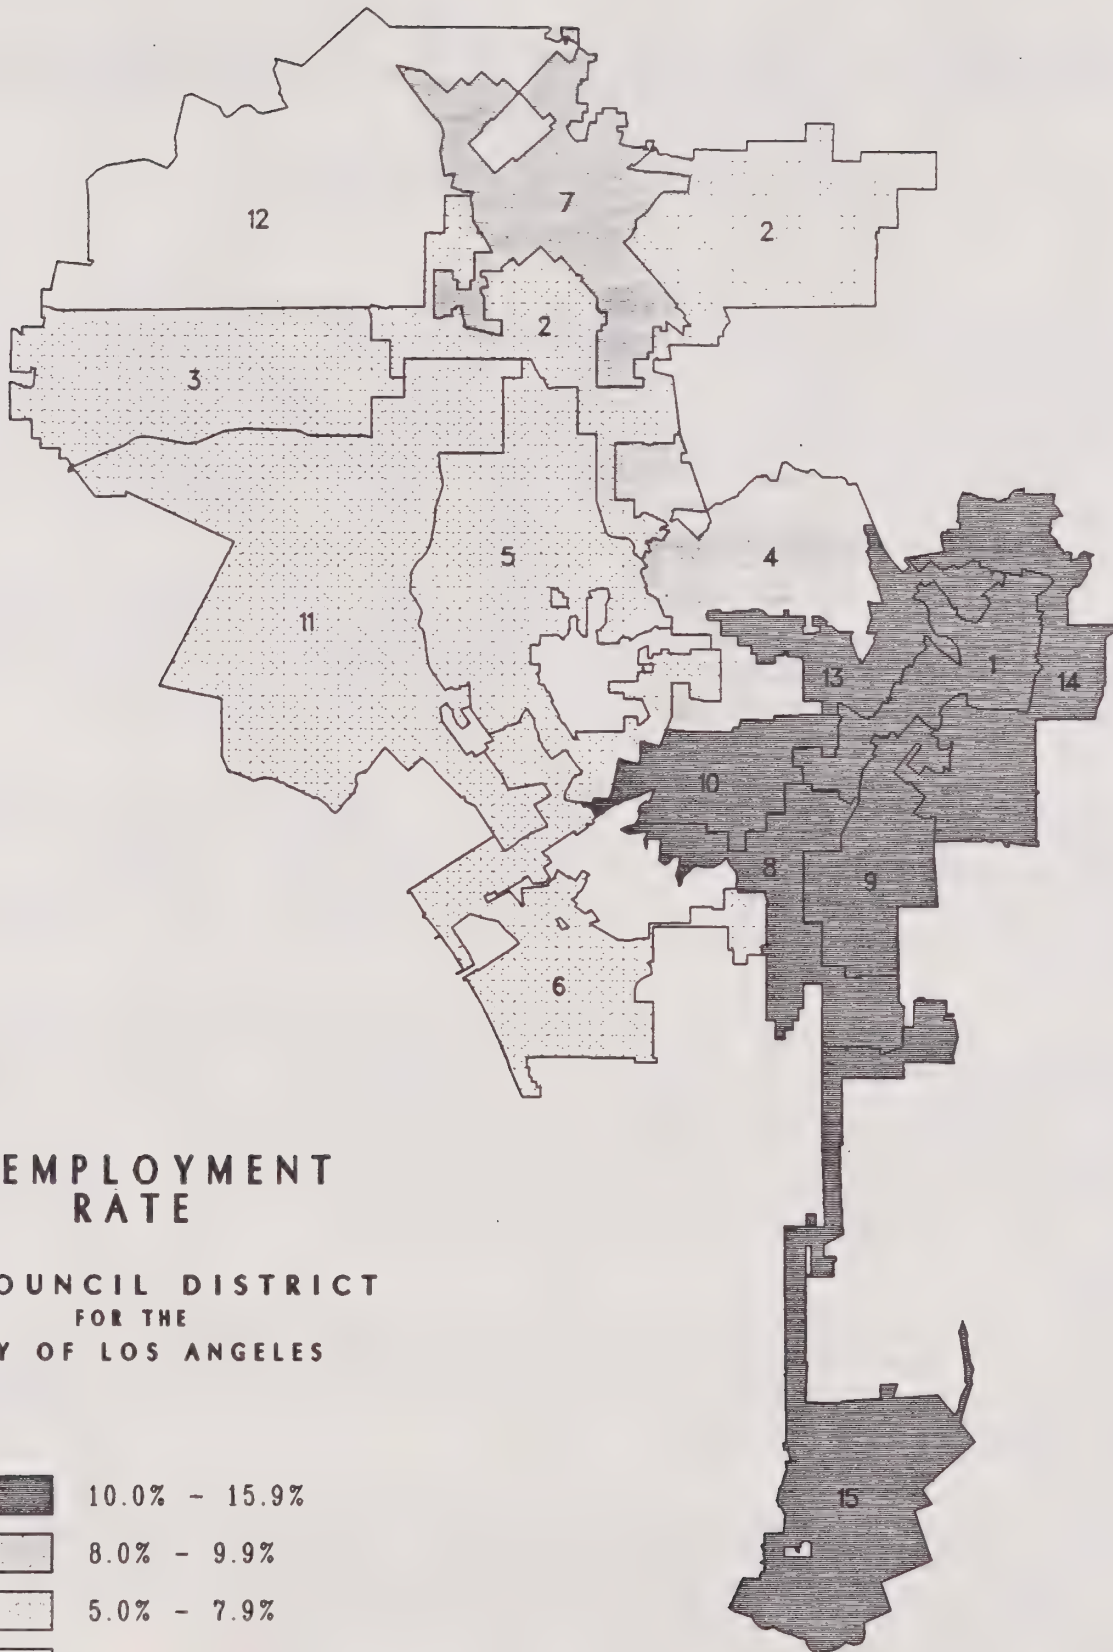 12
7
2
2
3
5
4
11
1
13
14
10
8
9
6
EMPLOYMENT
RATE
OUNCIL DISTRICT
FOR THE
Y OF LOS ANGELES
10.0% - 15.9%
8.0% - 9.9%
5.0% - 7.9%
15